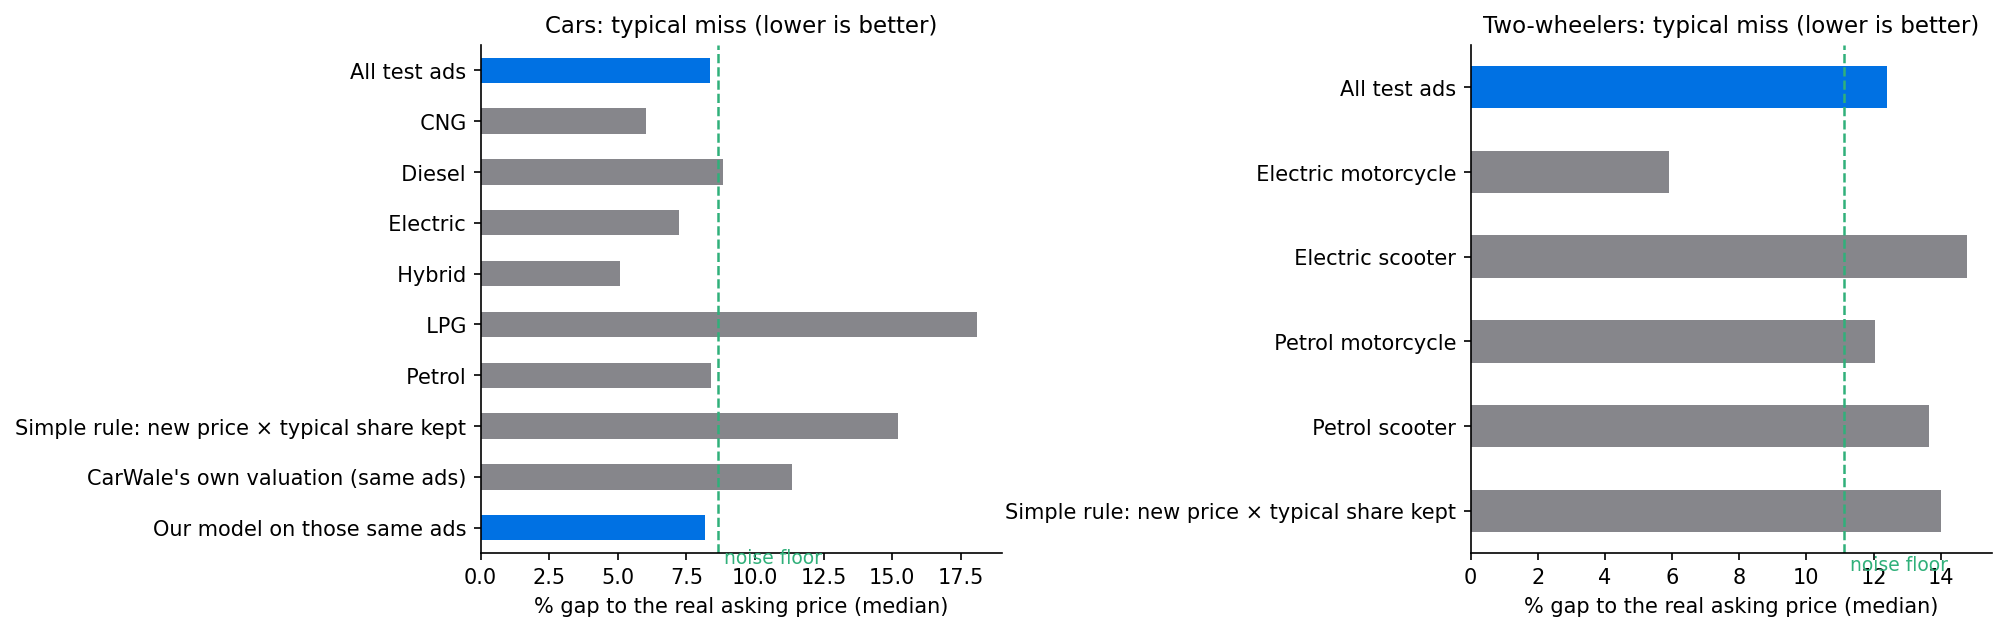 Cars: typical miss (lower is better)
All test ads
CNG
Diesel
Electric
Hybrid
LPG
Petrol
Simple rule: new price × typical share kept
CarWale's own valuation (same ads)
Our model on those same ads
noise floor
0.0 2.5 5.0 7.5 10.0 12.5 15.0 17.5
% gap to the real asking price (median)
Two-wheelers: typical miss (lower is better)
All test ads
Electric motorcycle
Electric scooter
Petrol motorcycle
Petrol scooter
Simple rule: new price × typical share kept
noise floor
0 2 4 6 8 10 12 14
% gap to the real asking price (median)